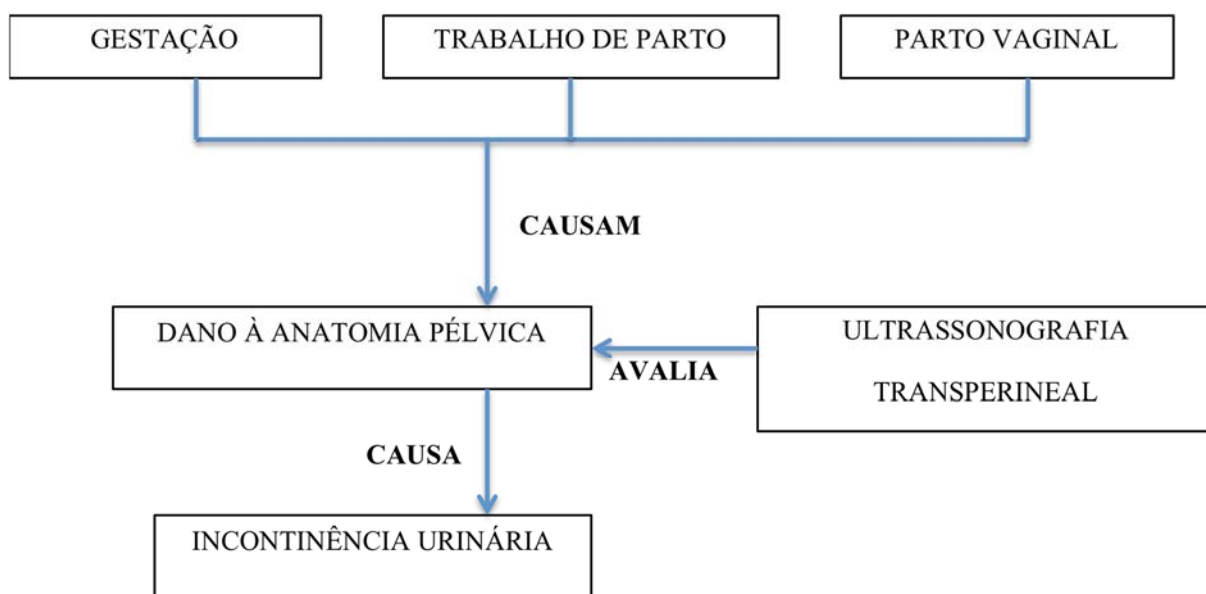 GESTAÇÃO
TRABALHO DE PARTO
PARTO VAGINAL
CAUSAM
DANO À ANATOMIA PÉLVICA
ULTRASSONOGRAFIA
TRANSPERINEAL
AVALIA
CAUSA
INCONTINÊNCIA URINÁRIA